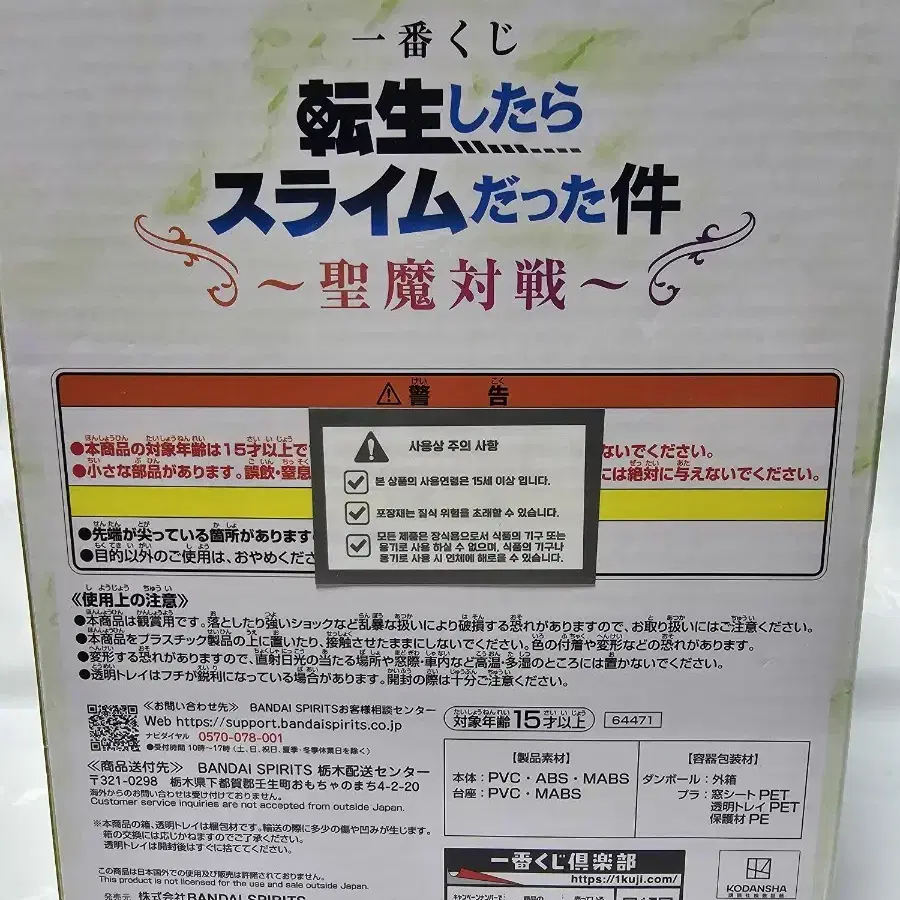 一番くじ
転生したら
スライムだった件
～聖魔対戦～
⚠警告
●本商品の対象年齢は15才以上で
ないでください。
●小さな部品があります。誤飲・窒息
には絶対に与えないでください。
●先端が尖っている箇所があります
●目的以外のご使用は、おやめくださ
사용상 주의 사항
본 상품의 사용연령은 15세 이상 입니다.
포장재는 질식 위험을 초래할 수 있습니다.
모든 제품은 장식용으로서 식품의 기구 또는
용기로 사용 하실 수 없으며, 식품의 기구나
용기로 사용 시 인체에 해로울 수 있습니다.
《使用上の注意》
●本商品は観賞用です。落としたり強いショックなど乱暴な扱いにより破損する恐れがありますので、お取り扱いにはご注意ください。
●本商品をプラスチック製品の上に置いたり、接触させたままにしないでください。色の付着や変形などの恐れがあります。
●変形する恐れがありますので、直射日光の当たる場所や窓際・車内など高温・多湿のところには置かないでください。
●透明トレイはフチが鋭利になっている場合があります。開封の際は十分ご注意ください。
≪お問い合わせ先≫ BANDAI SPIRITSお客様相談センター
Web https://support.bandaispirits.co.jp
ナビダイヤル 0570-078-001
●受付時間 10時～17時（土、日、祝日、夏季・冬季休業日を除く）
≪商品送付先≫ BANDAI SPIRITS 栃木配送センター
〒321-0298 栃木県下都賀郡壬生町おもちゃのまち4-2-20
海外からのお問い合わせは受け付けておりません。
Customer service inquiries are not accepted from outside Japan.
※本商品の箱、透明トレイは梱包材です。輸送の際に多少の傷や凹みが生じます。
箱の交換には応じかねますのでご了承ください。
透明トレイは開封後はすぐに捨ててください。
この商品は日本国外での使用及び販売は許諾されておりません。
This product is not licensed for the use and sale outside Japan.
発売元 株式会社BANDAI SPIRITS
対象年齢15才以上
64471
【製品素材】
本体：PVC・ABS・MABS
台座：PVC・MABS
【容器包装材】
ダンボール：外箱
プラ：窓シート PET
透明トレイ PET
保護材 PE
一番くじ倶楽部
https://1kuji.com/
キャンペーンナンバーで
KODANSHA